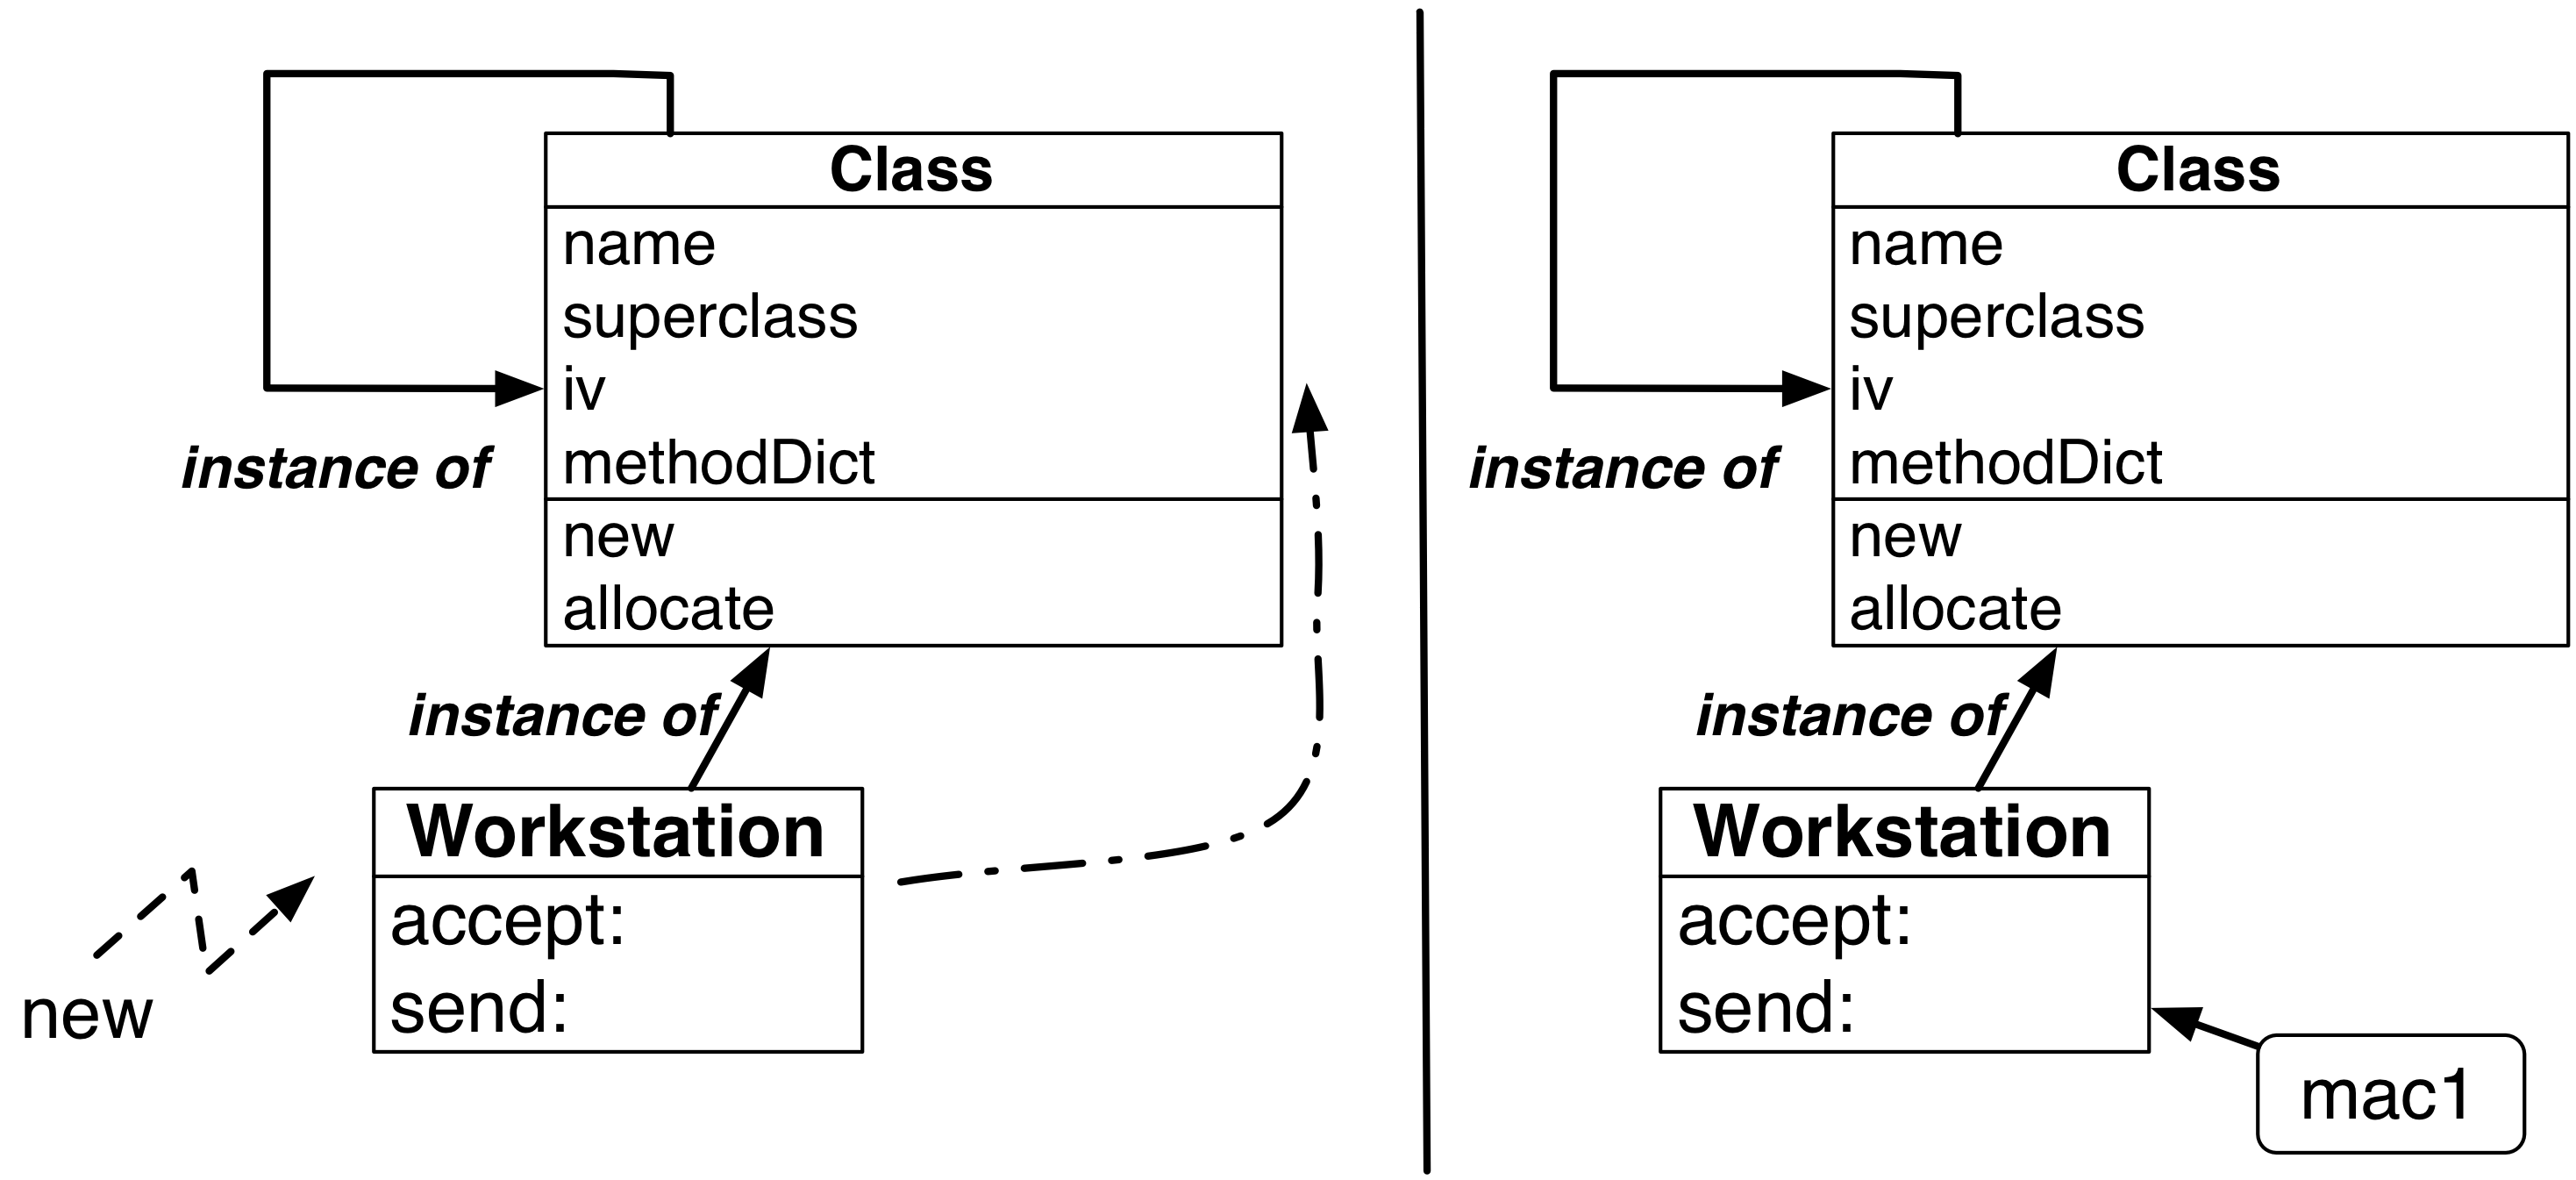 Class
name
superclass
iv
methodDict
new
allocate
instance of
instance of
Workstation
accept:
send:
new
Class
name
superclass
iv
methodDict
new
allocate
instance of
instance of
Workstation
accept:
send:
mac1